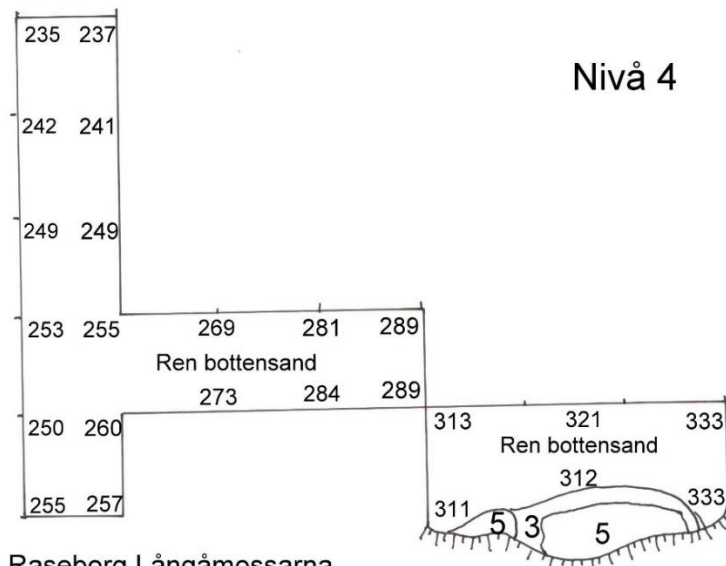 235 237
Nivå 4
242 241
249 249
253 255 269 281 289
Ren bottensand
273 284 289
250 260 313 321 333
Ren bottensand
312
255 257 311 333
5 3 5
Raseborg Långåmossarna